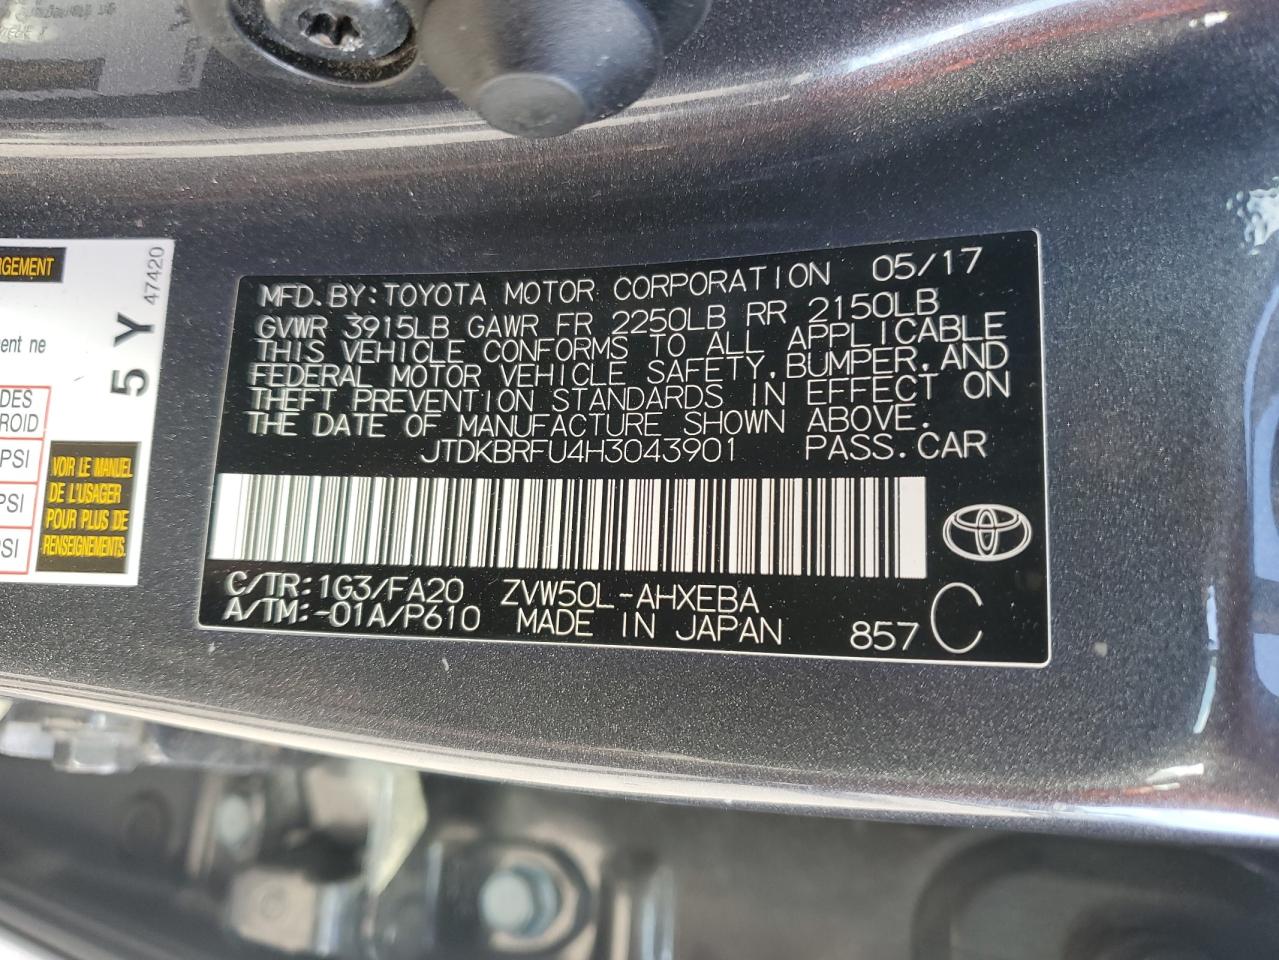 MFD.BY:TOYOTA MOTOR CORPORATION 05/17
GVWR 3915LB GAWR FR 2250LB RR 2150LB
THIS VEHICLE CONFORMS TO ALL APPLICABLE
FEDERAL MOTOR VEHICLE SAFETY,BUMPER,AND
THEFT PREVENTION STANDARDS IN EFFECT ON
THE DATE OF MANUFACTURE SHOWN ABOVE.
JTDKBRFU4H3043901 PASS.CAR
C/TR:1G3/FA20 ZVW50L-AHXEBA
A/TM:-01A/P610 MADE IN JAPAN 857 C
RGEMENT
ent ne
DES
ROID
PSI
PSI
SI
5Y
47420
VOIR LE MANUEL
DE L'USAGER
POUR PLUS DE
RENSEIGNEMENTS.